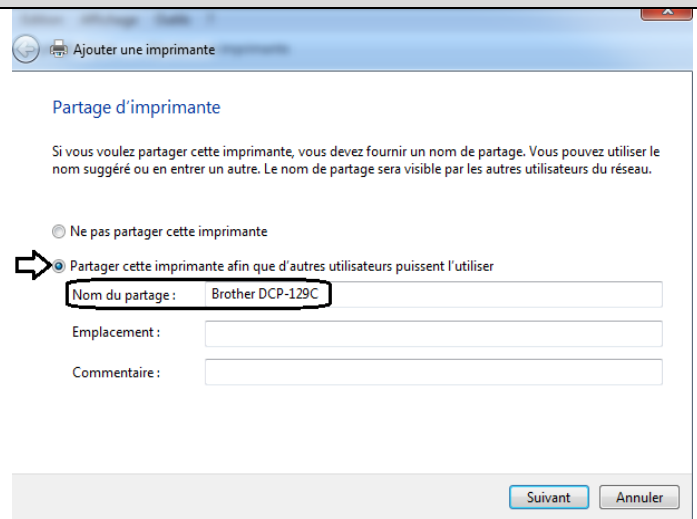 Ajouter une imprimante
Partage d'imprimante
Si vous voulez partager cette imprimante, vous devez fournir un nom de partage. Vous pouvez utiliser le
nom suggéré ou en entrer un autre. Le nom de partage sera visible par les autres utilisateurs du réseau.
Ne pas partager cette imprimante
Partager cette imprimante afin que d'autres utilisateurs puissent l'utiliser
Nom du partage : Brother DCP-129C
Emplacement :
Commentaire :
Suivant Annuler